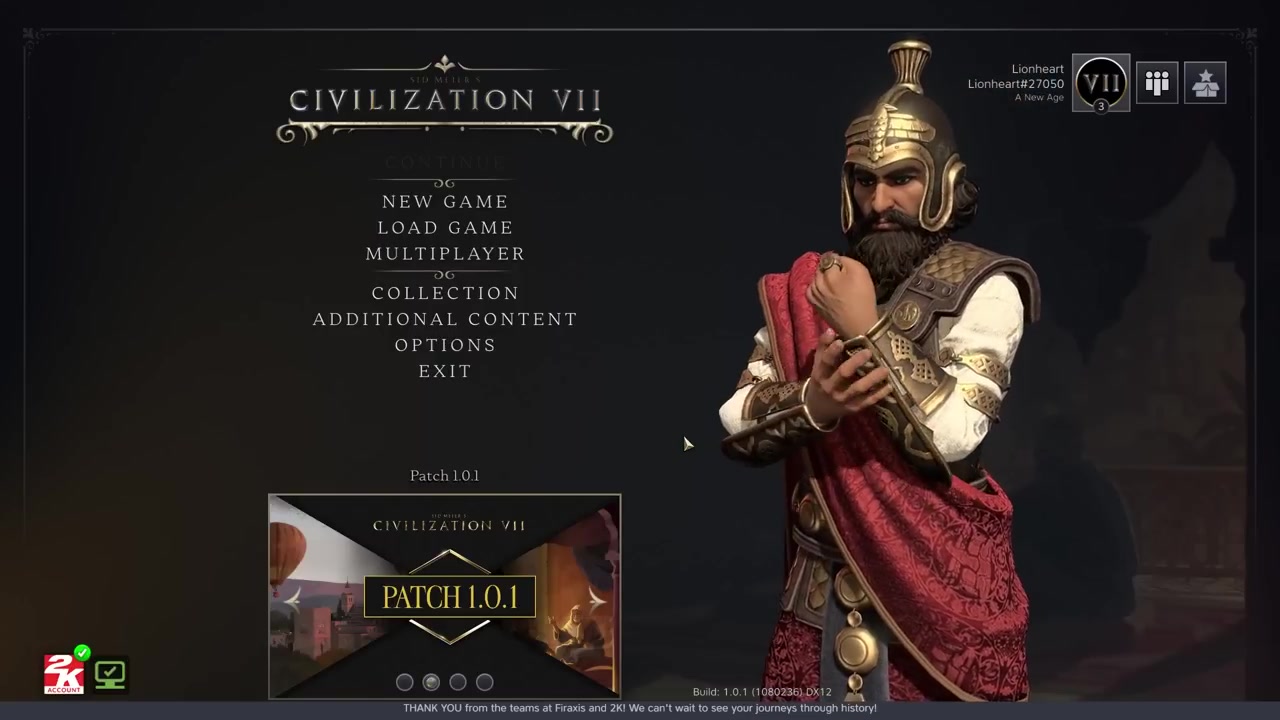 SID MEIER'S
CIVILIZATION VII
CONTINUE
NEW GAME
LOAD GAME
MULTIPLAYER
COLLECTION
ADDITIONAL CONTENT
OPTIONS
EXIT
Lionheart
Lionheart#27050
A New Age
VII
3
Patch 1.0.1
SID MEIER'S
CIVILIZATION VII
PATCH 1.0.1
2K
ACCOUNT
Build: 1.0.1 (1080236) DX12
THANK YOU from the teams at Firaxis and 2K! We can't wait to see your journeys through history!